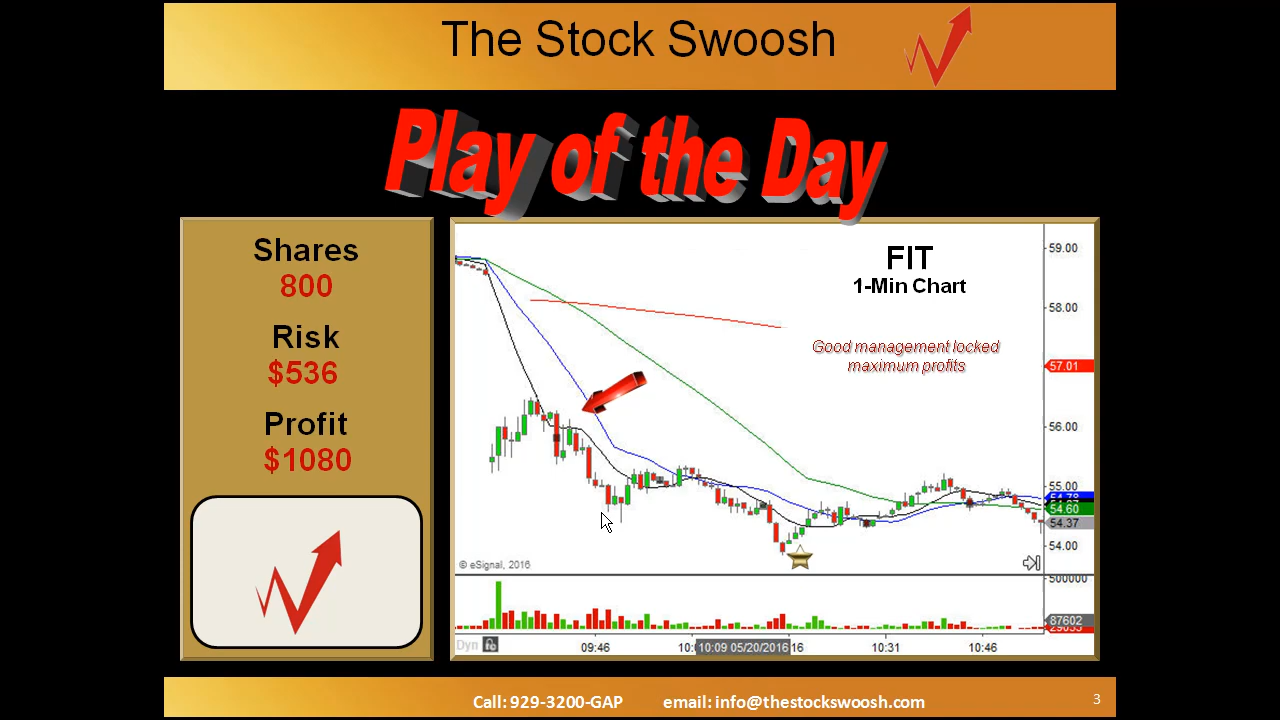 The Stock Swoosh
Play of the Day
Shares
800
Risk
$536
Profit
$1080
FIT
1-Min Chart
Good management locked
maximum profits
59.00
58.00
57.01
56.00
55.00
54.78
54.60
54.37
54.00
© eSignal, 2016
500000
87602
Dyn
09:46
10:09 05/20/2016
16
10:31
10:46
Call: 929-3200-GAP
email: info@thestockswoosh.com
3